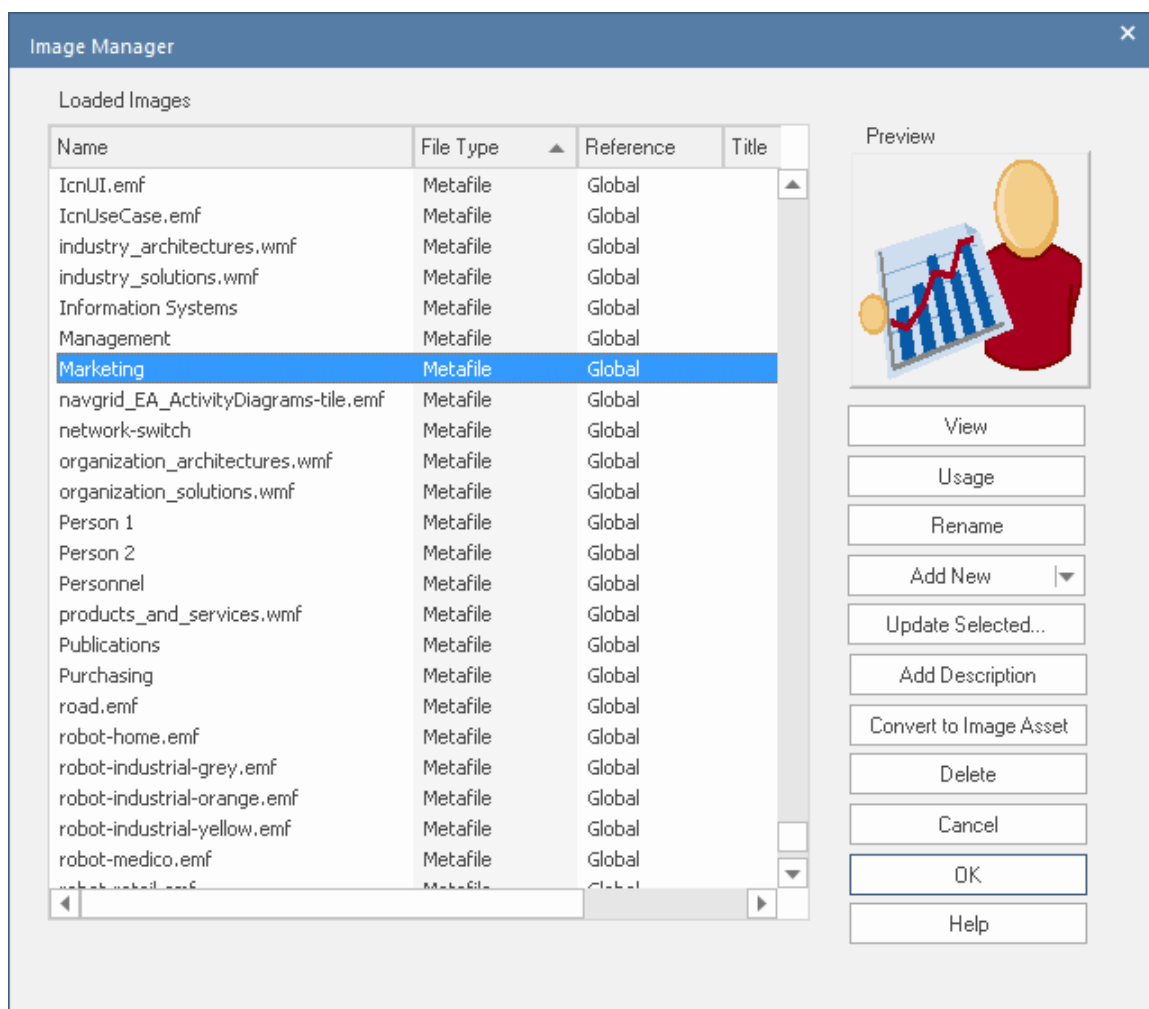 Image Manager
Loaded Images
Name File Type Reference Title
IcnUI.emf Metafile Global
IcnUseCase.emf Metafile Global
industry_architectures.wmf Metafile Global
industry_solutions.wmf Metafile Global
Information Systems Metafile Global
Management Metafile Global
Marketing Metafile Global
navgrid_EA_ActivityDiagrams-tile.emf Metafile Global
network-switch Metafile Global
organization_architectures.wmf Metafile Global
organization_solutions.wmf Metafile Global
Person 1 Metafile Global
Person 2 Metafile Global
Personnel Metafile Global
products_and_services.wmf Metafile Global
Publications Metafile Global
Purchasing Metafile Global
road.emf Metafile Global
robot-home.emf Metafile Global
robot-industrial-grey.emf Metafile Global
robot-industrial-orange.emf Metafile Global
robot-industrial-yellow.emf Metafile Global
robot-medico.emf Metafile Global
Preview
View
Usage
Rename
Add New
Update Selected...
Add Description
Convert to Image Asset
Delete
Cancel
OK
Help